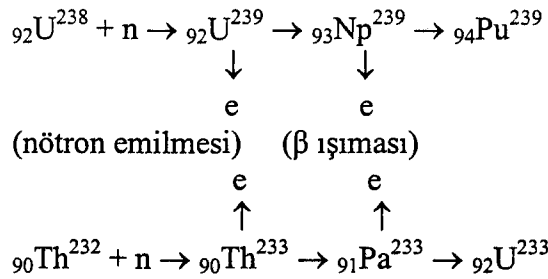 ₉₂U²³⁸ + n → ₉₂U²³⁹ → ₉₃Np²³⁹ → ₉₄Pu²³⁹
↓ ↓
e e
(nötron emilmesi) (β ışıması)
e e
↑ ↑
₉₀Th²³² + n → ₉₀Th²³³ → ₉₁Pa²³³ → ₉₂U²³³